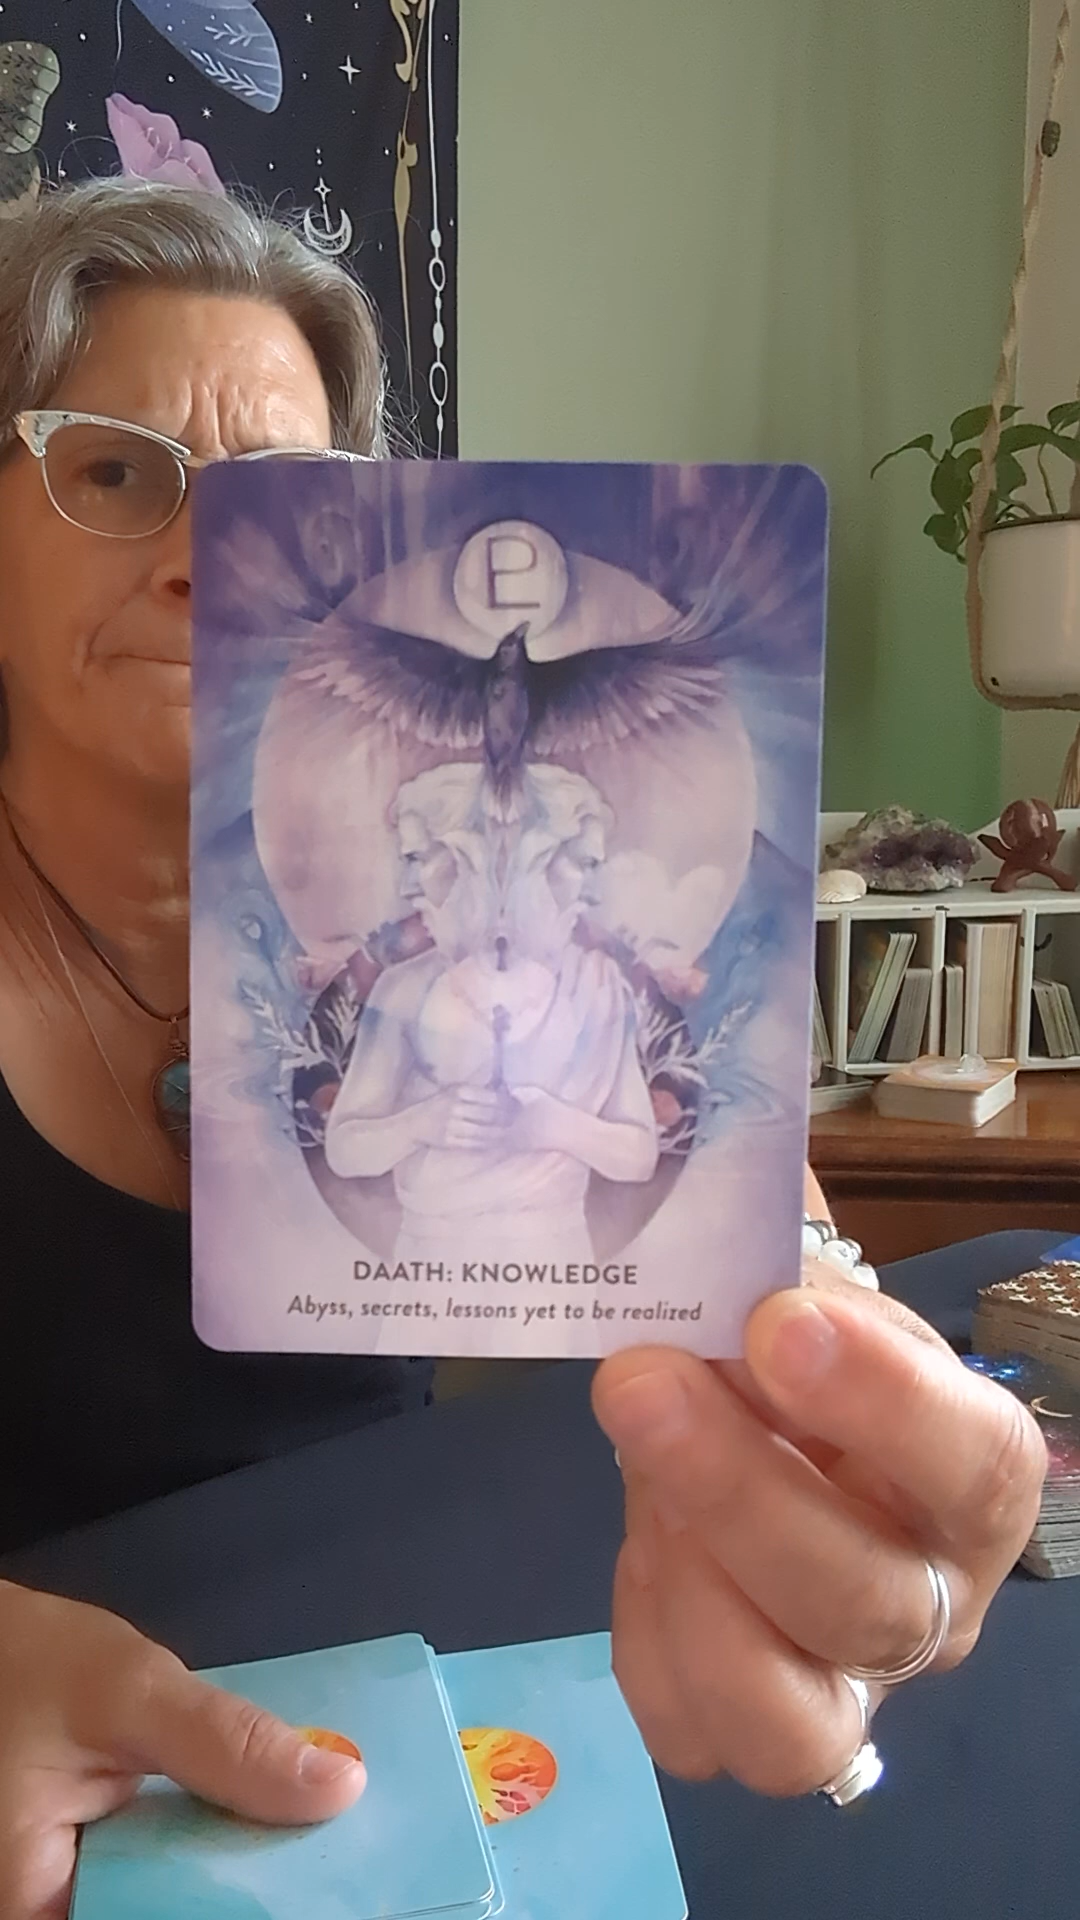 DAATH: KNOWLEDGE
Abyss, secrets, lessons yet to be realized